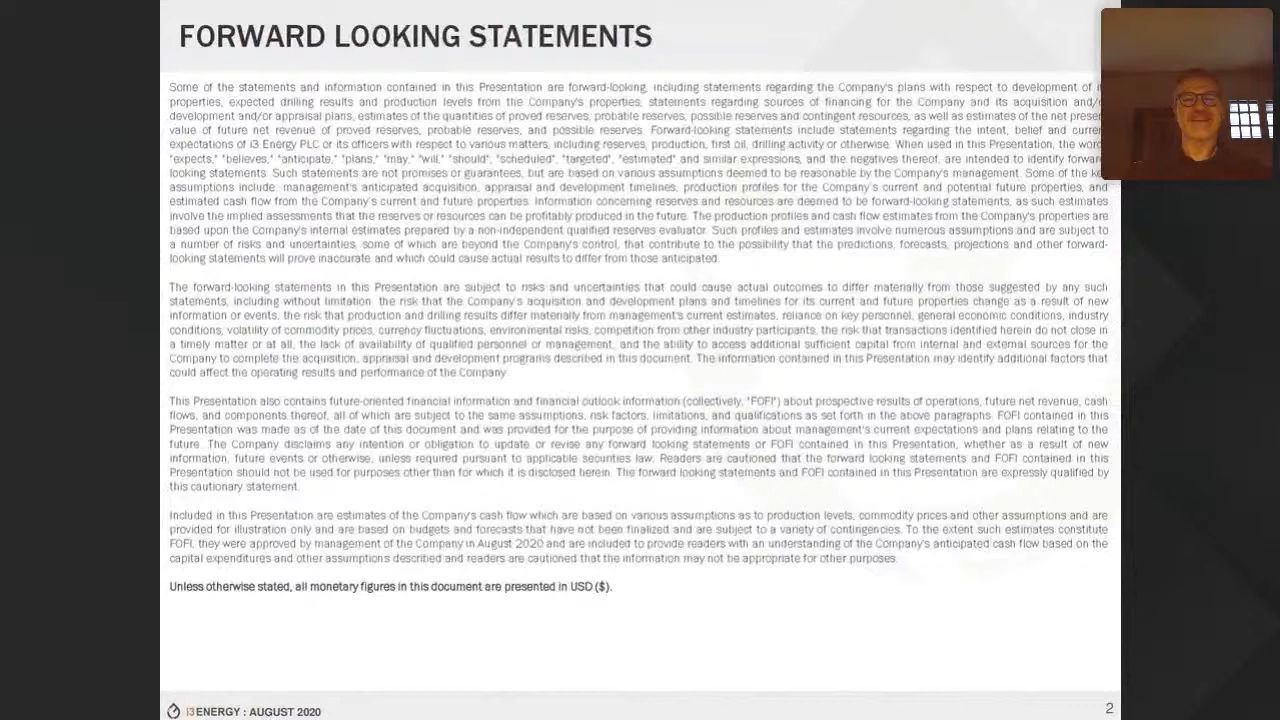 FORWARD LOOKING STATEMENTS
Some of the statements and information contained in this Presentation are forward-looking, including statements regarding the Company's plans with respect to development of
properties, expected drilling results and production levels from the Company's properties, statements regarding sources of financing for the Company and its acquisition and/
development and/or appraisal plans, estimates of the quantities of proved reserves, probable reserves, possible reserves and contingent resources, as well as estimates of the net
value of future net revenue of proved reserves, probable reserves, and possible reserves. Forward-looking statements include statements regarding the intent, belief and
expectations of i3 Energy PLC or its officers with respect to various matters, including reserves, production, first oil, drilling activity or otherwise. When used in this Presentation, the
"expects," "believes," "anticipate," "plans," "may," "will," "should", "scheduled", "targeted", "estimated" and similar expressions, and the negatives thereof, are intended to identify
looking statements. Such statements are not promises or guarantees, but are based on various assumptions deemed to be reasonable by the Company's management. Some of the
assumptions include: management's anticipated acquisition, appraisal and development timelines, production profiles for the Company's current and potential future properties, and
estimated cash flow from the Company's current and future properties. Information concerning reserves and resources are deemed to be forward-looking statements, as such estimates
involve the implied assessments that the reserves or resources can be profitably produced in the future. The production profiles and cash flow estimates from the Company's properties are
based upon the Company's internal estimates prepared by a non-independent qualified reserves evaluator. Such profiles and estimates involve numerous assumptions and are subject to
a number of risks and uncertainties, some of which are beyond the Company's control, that contribute to the possibility that the predictions, forecasts, projections and other forward-
looking statements will prove inaccurate and which could cause actual results to differ from those anticipated.
The forward-looking statements in this Presentation are subject to risks and uncertainties that could cause actual outcomes to differ materially from those suggested by any such
statements, including without limitation: the risk that the Company's acquisition and development plans and timelines for its current and future properties change as a result of new
information or events, the risk that production and drilling results differ materially from management's current estimates, reliance on key personnel, general economic conditions, industry
conditions, volatility of commodity prices, currency fluctuations, environmental risks, competition from other industry participants, the risk that transactions identified herein do not close in
a timely matter or at all, the lack of availability of qualified personnel or management, and the ability to access additional sufficient capital from internal and external sources for the
Company to complete the acquisition, appraisal and development programs described in this document. The information contained in this Presentation may identify additional factors that
could affect the operating results and performance of the Company
This Presentation also contains future-oriented financial information and financial outlook information (collectively, "FOFI") about prospective results of operations, future net revenue, cash
flows, and components thereof, all of which are subject to the same assumptions, risk factors, limitations, and qualifications as set forth in the above paragraphs. FOFI contained in this
Presentation was made as of the date of this document and was provided for the purpose of providing information about management's current expectations and plans relating to the
future. The Company disclaims any intention or obligation to update or revise any forward looking statements or FOFI contained in this Presentation, whether as a result of new
information, future events or otherwise, unless required pursuant to applicable securities law. Readers are cautioned that the forward looking statements and FOFI contained in this
Presentation should not be used for purposes other than for which it is disclosed herein. The forward looking statements and FOFI contained in this Presentation are expressly qualified by
this cautionary statement.
Included in this Presentation are estimates of the Company's cash flow which are based on various assumptions as to production levels, commodity prices and other assumptions and are
provided for illustration only and are based on budgets and forecasts that have not been finalized and are subject to a variety of contingencies. To the extent such estimates constitute
FOFI, they were approved by management of the Company in August 2020 and are included to provide readers with an understanding of the Company's anticipated cash flow based on the
capital expenditures and other assumptions described and readers are cautioned that the information may not be appropriate for other purposes.
Unless otherwise stated, all monetary figures in this document are presented in USD ($).
i3ENERGY : AUGUST 2020
2